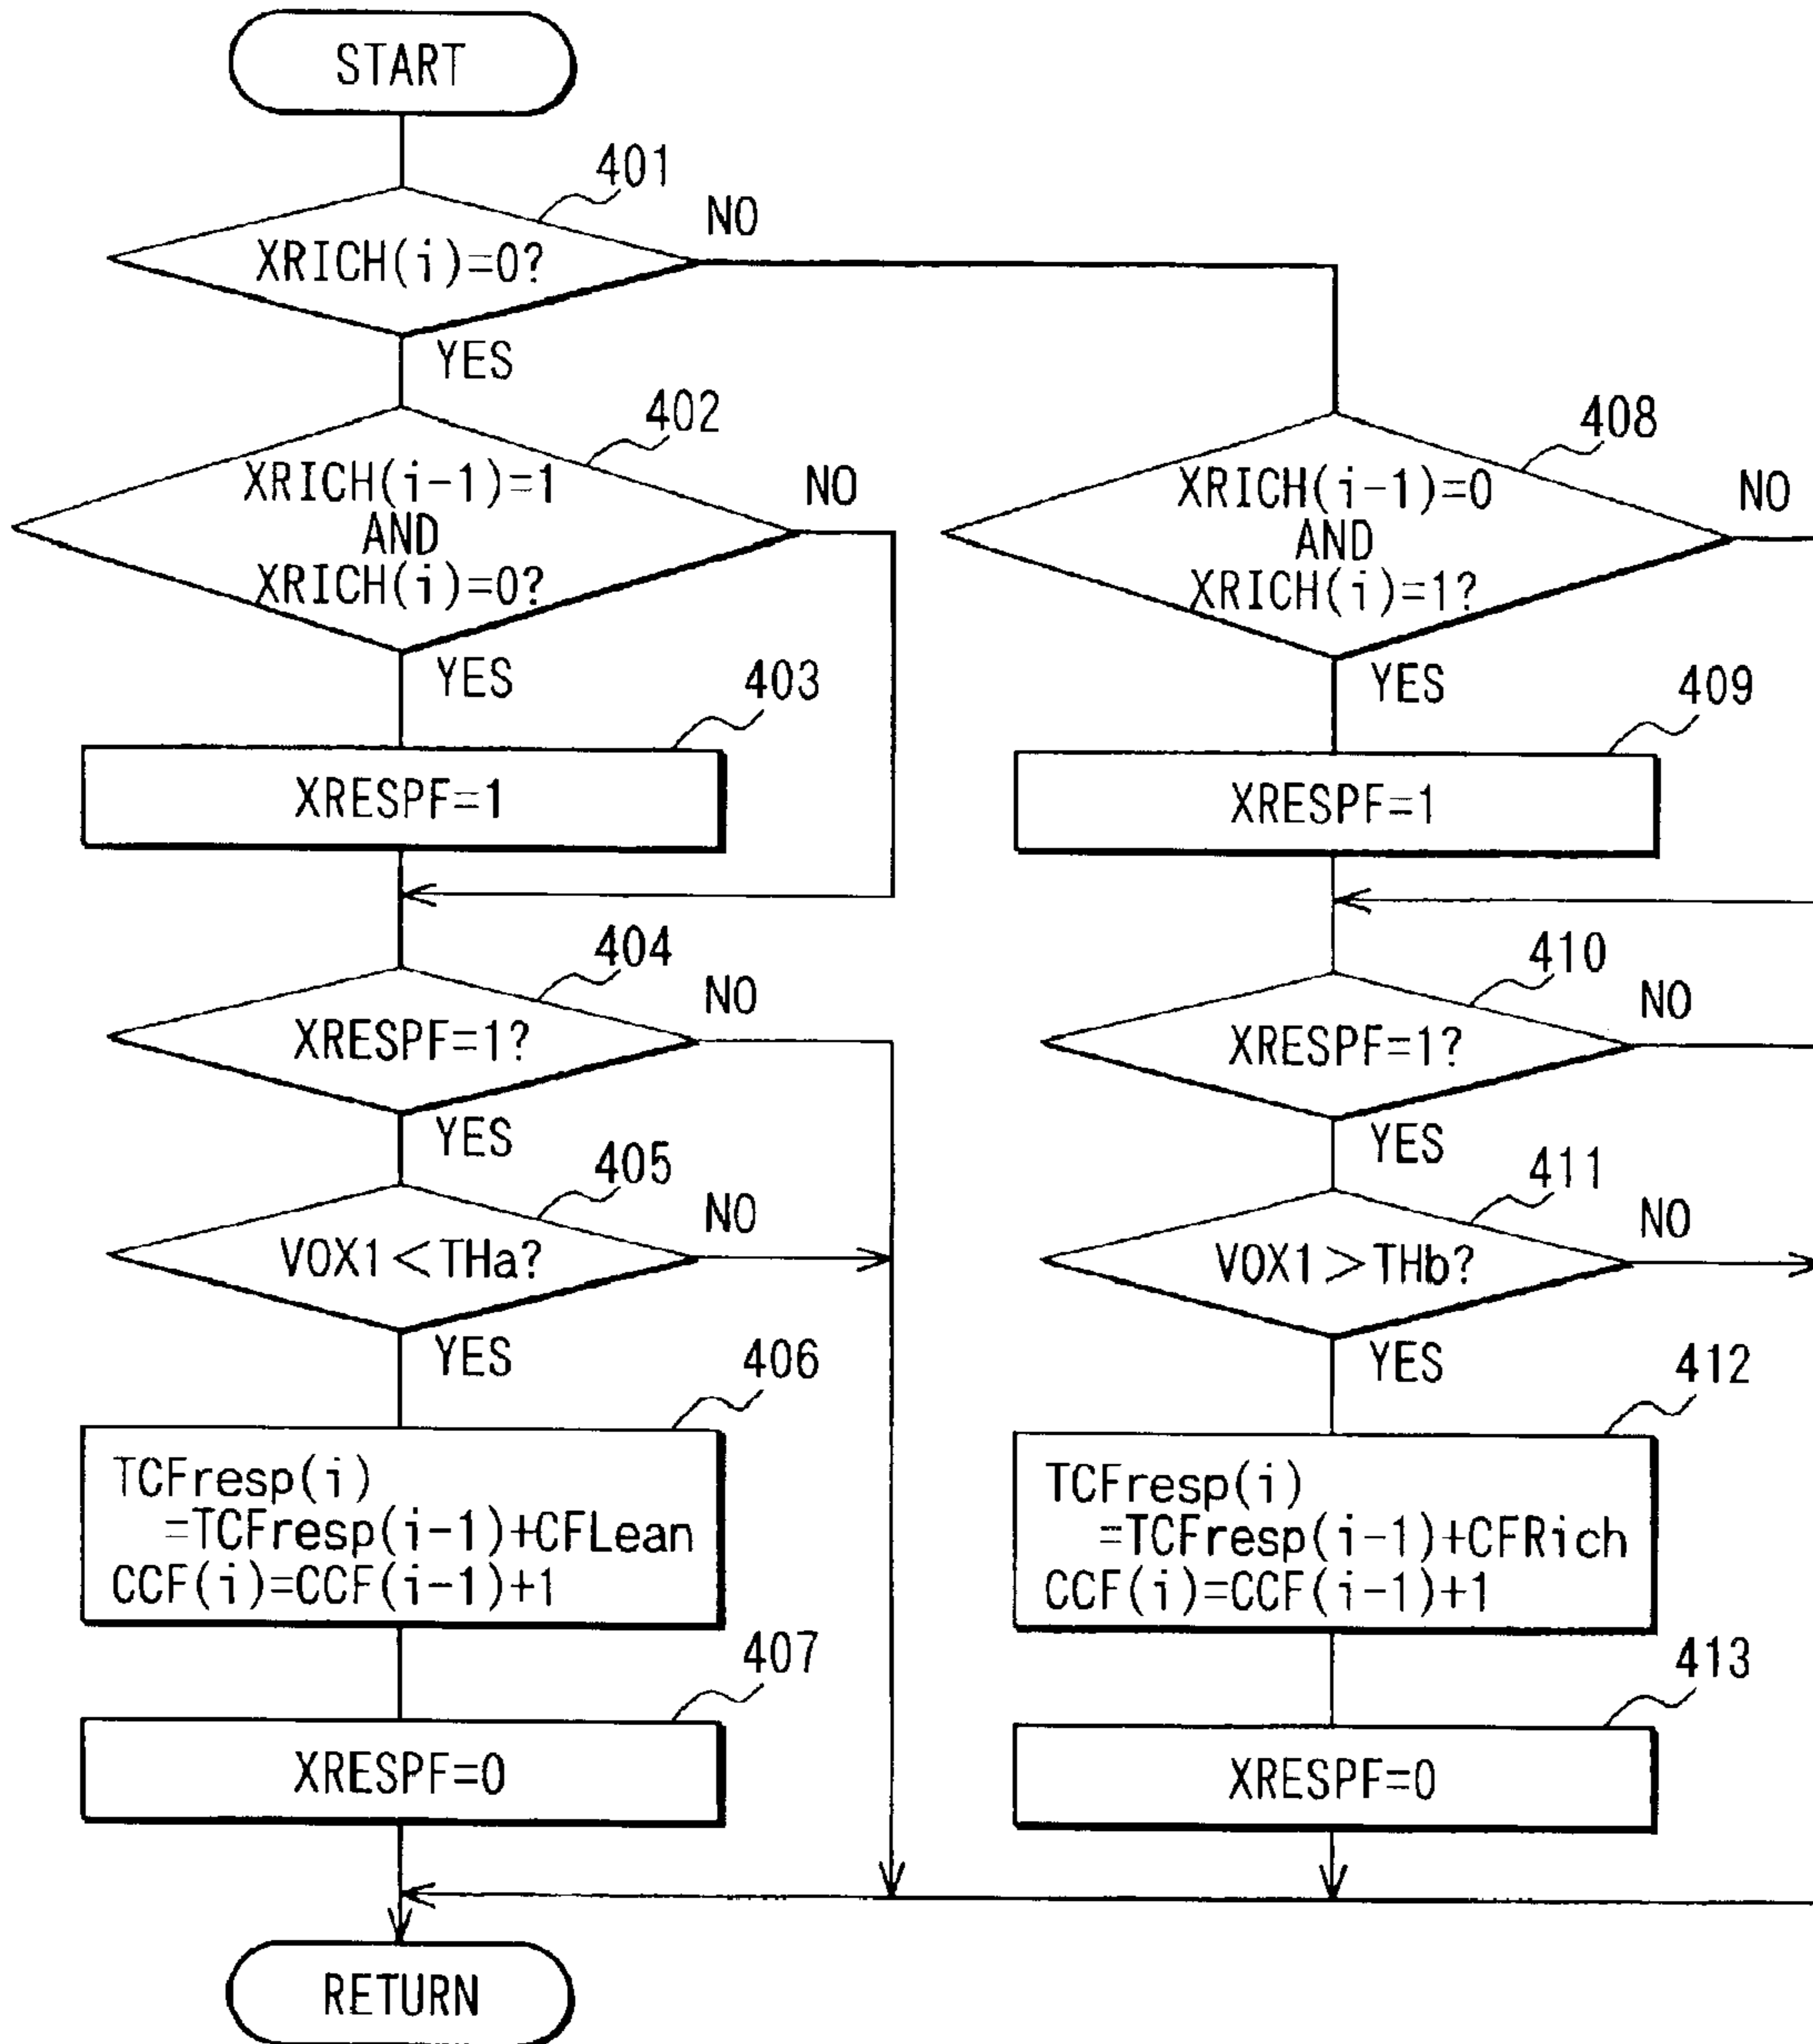 START
401
XRICH(i)=0?
NO
YES
402
XRICH(i-1)=1
AND
XRICH(i)=0?
NO
YES
403
XRESPF=1
404
XRESPF=1?
NO
YES
405
VOX1<THa?
NO
YES
406
TCFresp(i)
=TCFresp(i-1)+CFLean
CCF(i)=CCF(i-1)+1
407
XRESPF=0
RETURN
408
XRICH(i-1)=0
AND
XRICH(i)=1?
NO
YES
409
XRESPF=1
410
XRESPF=1?
NO
YES
411
VOX1>THb?
NO
YES
412
TCFresp(i)
=TCFresp(i-1)+CFRich
CCF(i)=CCF(i-1)+1
413
XRESPF=0